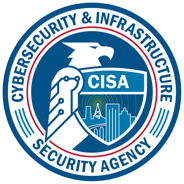 CYBERSECURITY & INFRASTRUCTURE
CISA
SECURITY AGENCY